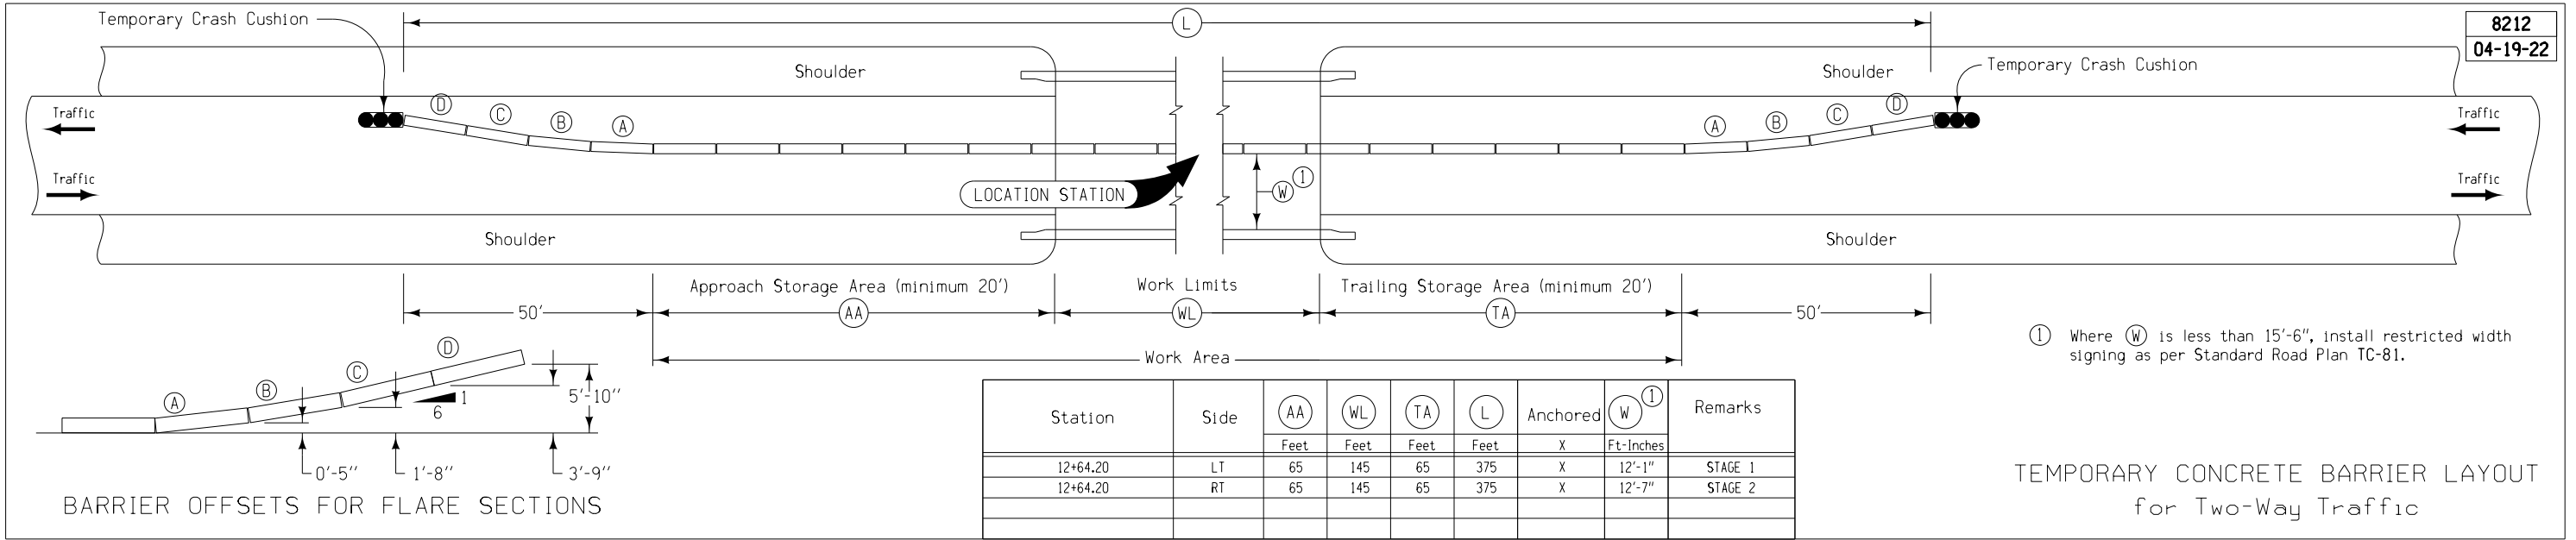 Temporary Crash Cushion
L
8212
04-19-22
Shoulder
Shoulder
Temporary Crash Cushion
Traffic
D
C
B
A
A
B
C
D
Traffic
Traffic
LOCATION STATION
W 1
Traffic
Shoulder
Shoulder
Approach Storage Area (minimum 20')
Work Limits
Trailing Storage Area (minimum 20')
50'
AA
WL
TA
50'
Work Area
1 Where W is less than 15'-6", install restricted width
signing as per Standard Road Plan TC-81.
A
B
C
D
6
1
5'-10"
0'-5"
1'-8"
3'-9"
BARRIER OFFSETS FOR FLARE SECTIONS
Station Side AA WL TA L Anchored W 1 Remarks
Feet Feet Feet Feet X Ft-Inches
12+64.20 LT 65 145 65 375 X 12'-1" STAGE 1
12+64.20 RT 65 145 65 375 X 12'-7" STAGE 2
TEMPORARY CONCRETE BARRIER LAYOUT
for Two-Way Traffic